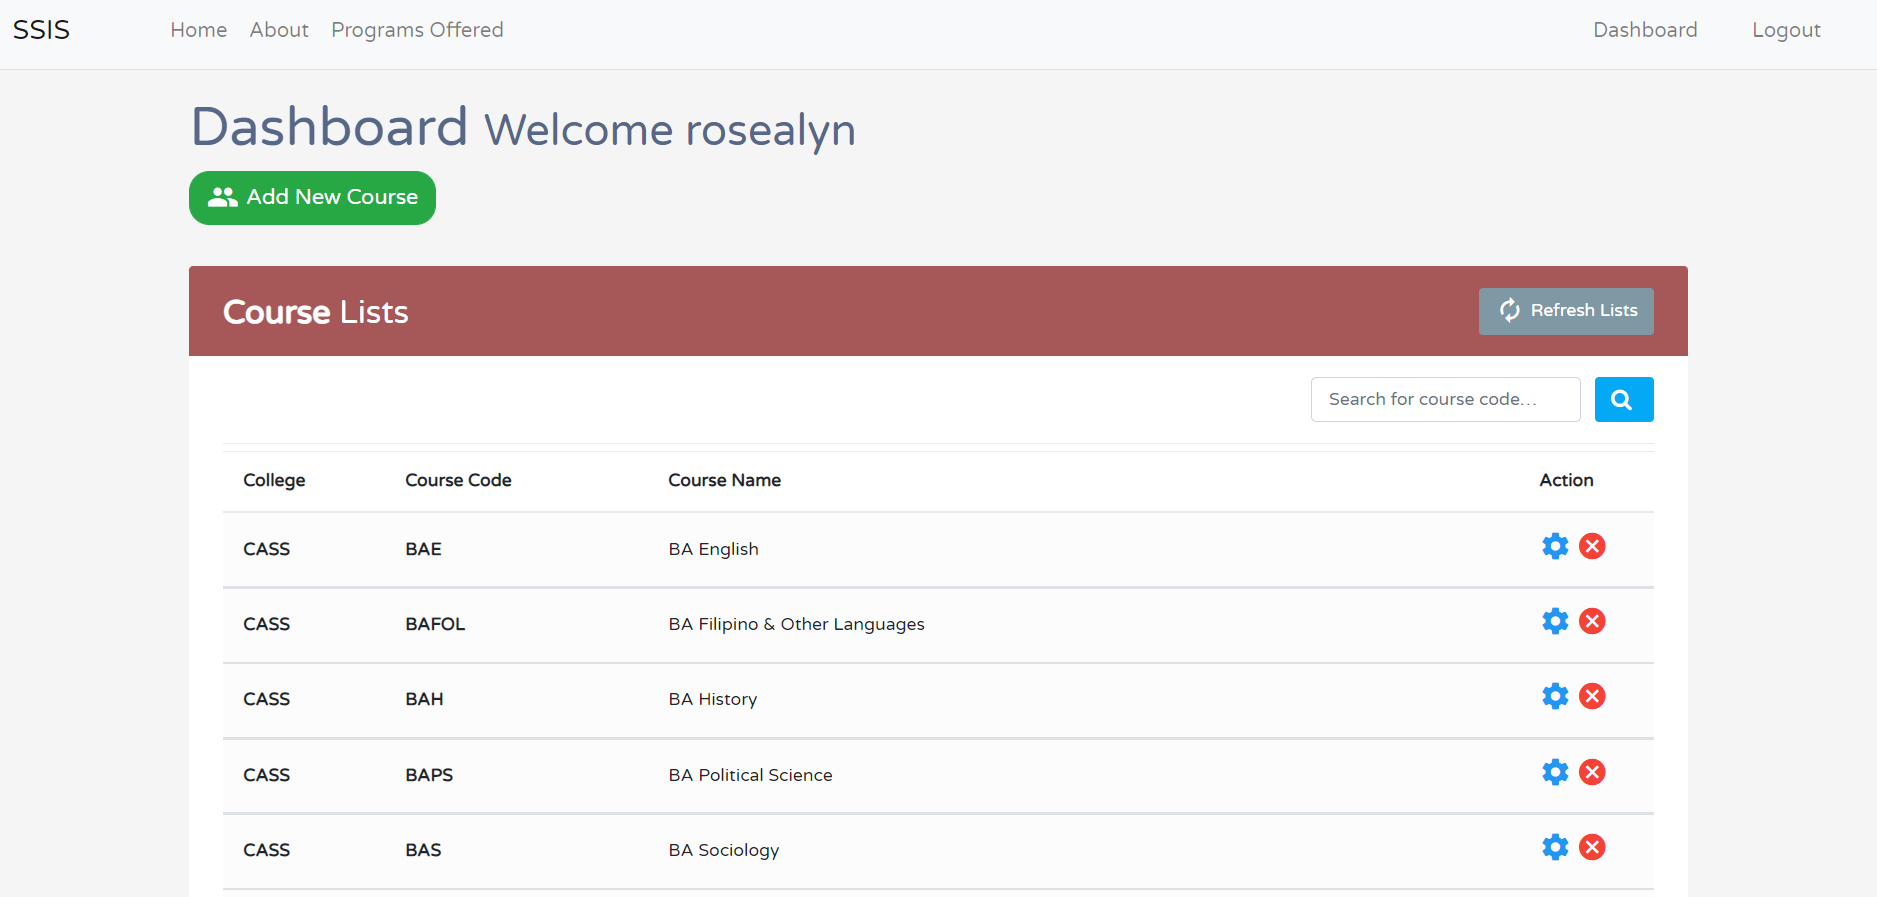 SSIS Home About Programs Offered Dashboard Logout
Dashboard Welcome rosealyn
Add New Course
Course Lists Refresh Lists
Search for course code...
College Course Code Course Name Action
CASS BAE BA English
CASS BAFOL BA Filipino & Other Languages
CASS BAH BA History
CASS BAPS BA Political Science
CASS BAS BA Sociology